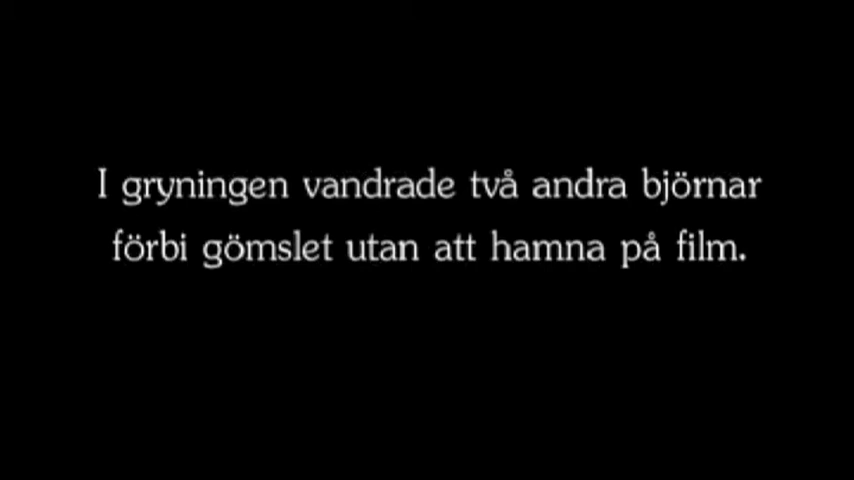 I gryningen vandrade två andra björnar
förbi gömslet utan att hamna på film.